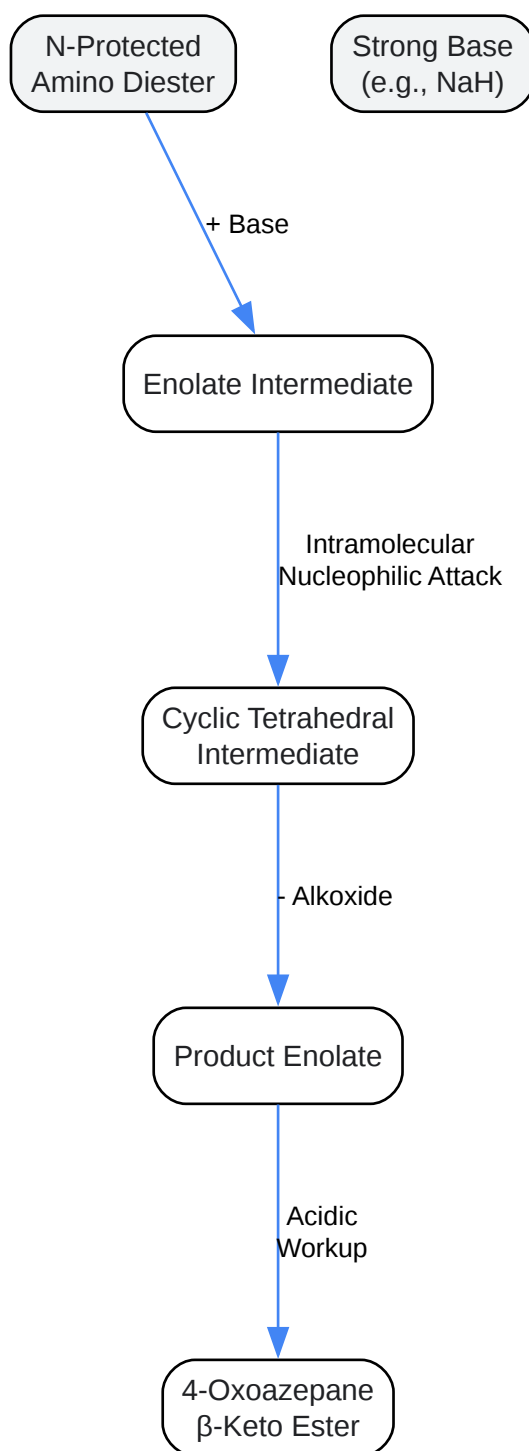 N-Protected
Amino Diester
Strong Base
(e.g., NaH)
+ Base
Enolate Intermediate
Intramolecular
Nucleophilic Attack
Cyclic Tetrahedral
Intermediate
- Alkoxide
Product Enolate
Acidic
Workup
4-Oxoazepane
β-Keto Ester